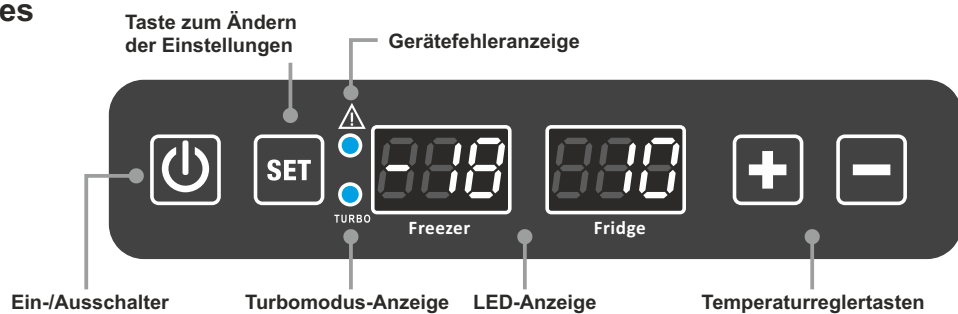 es
Taste zum Ändern
der Einstellungen
Gerätefehleranzeige
SET
-18
10
TURBO
Freezer
Fridge
Ein-/Ausschalter
Turbomodus-Anzeige
LED-Anzeige
Temperaturreglertasten